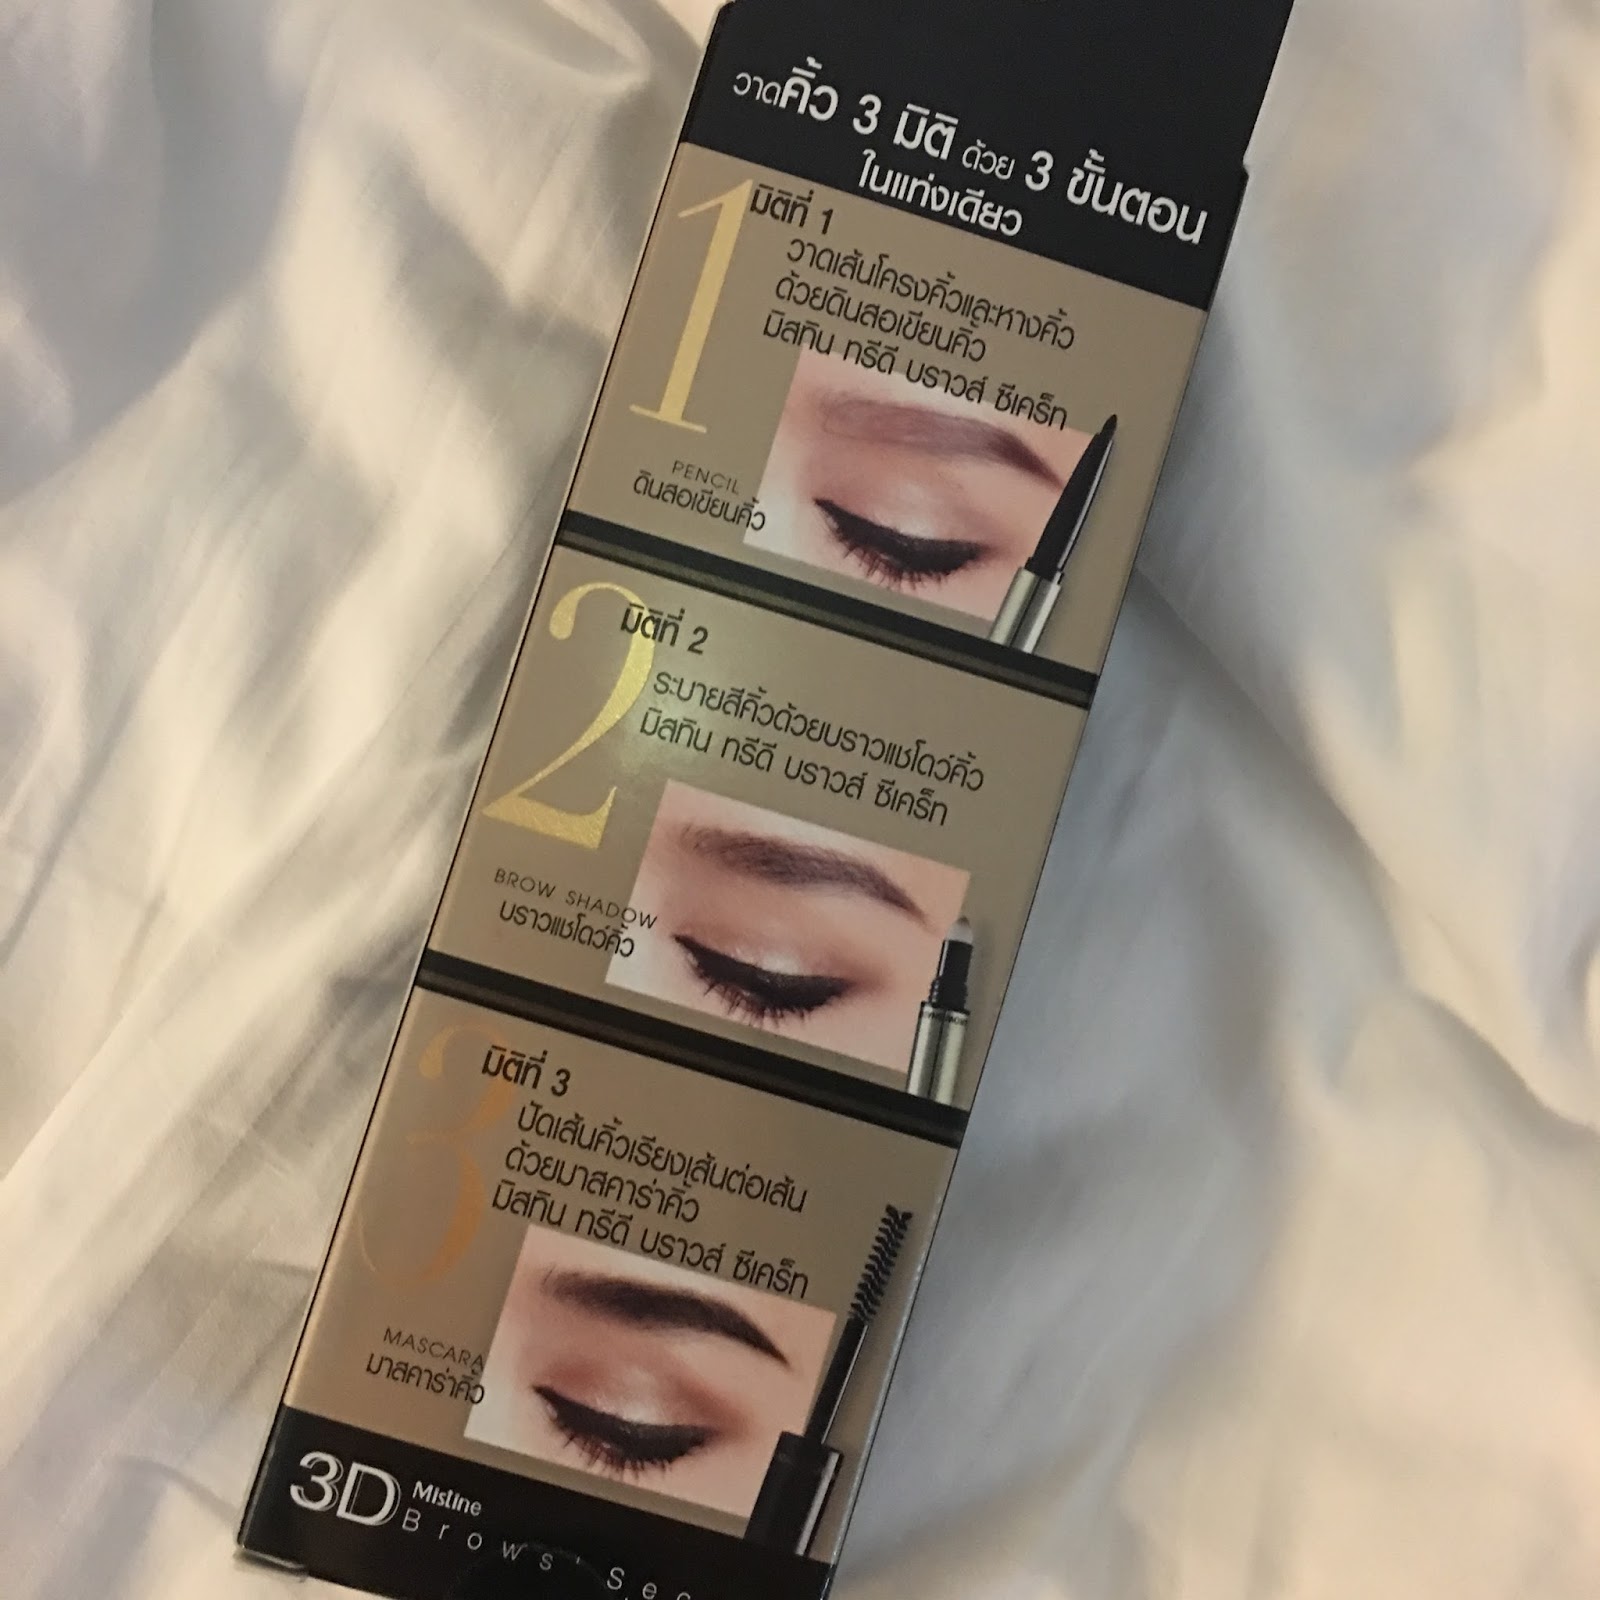 วาดคิ้ว 3 มิติ ด้วย 3 ขั้นตอน
ในแท่งเดียว
1
มิติที่ 1
วาดเส้นโครงคิ้วและหางคิ้ว
ด้วยดินสอเขียนคิ้ว
มิสทิน ทรีดี บราวส์ ซีเคร็ท
PENCIL
ดินสอเขียนคิ้ว
2
มิติที่ 2
ระบายสีคิ้วด้วยบราวแชโดว์คิ้ว
มิสทิน ทรีดี บราวส์ ซีเคร็ท
BROW SHADOW
บราวแชโดว์คิ้ว
3
มิติที่ 3
ปัดเส้นคิ้วเรียงเส้นต่อเส้น
ด้วยมาสคาร่าคิ้ว
มิสทิน ทรีดี บราวส์ ซีเคร็ท
MASCARA
มาสคาร่าคิ้ว
3D Mistine
Brows'